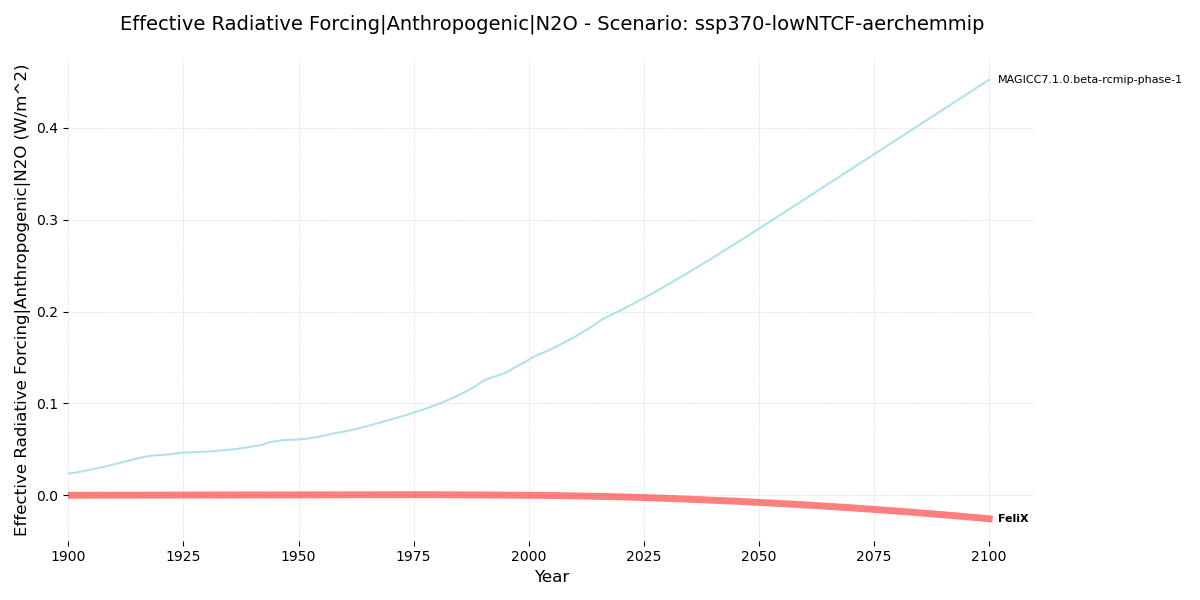 Effective Radiative Forcing|Anthropogenic|N2O - Scenario: ssp370-lowNTCF-aerchemmip
Effective Radiative Forcing|Anthropogenic|N2O (W/m^2)
MAGICC7.1.0.beta-rcmip-phase-1
0.4
0.3
0.2
0.1
0.0
FeliX
1900 1925 1950 1975 2000 2025 2050 2075 2100
Year